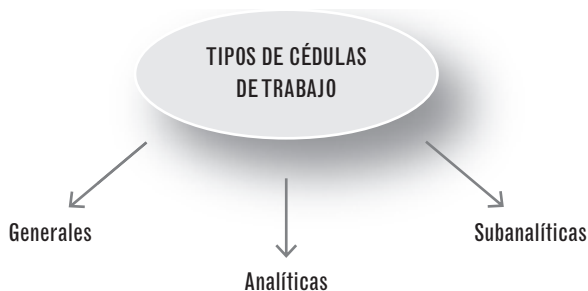 TIPOS DE CÉDULAS
DE TRABAJO
Generales
Subanalíticas
Analíticas